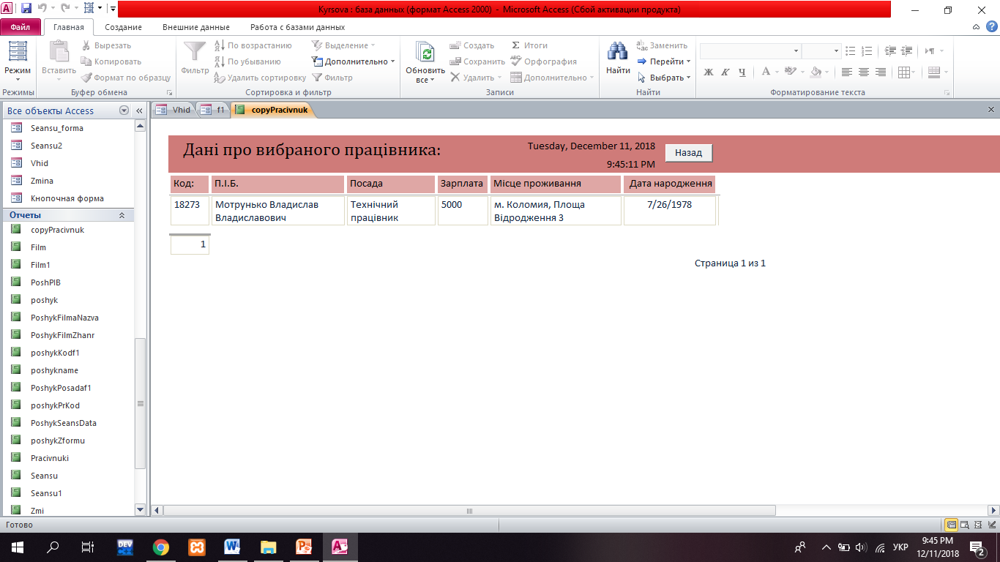 Kyrsova : база данных (формат Access 2000) - Microsoft Access (Сбой активации продукта)
Файл Главная Создание Внешние данные Работа с базами данных
Режим
Режимы
Вставить
Вырезать
Копировать
Формат по образцу
Буфер обмена
Фильтр
По возрастанию
По убыванию
Удалить сортировку
Выделение
Дополнительно
Фильтр
Сортировка и фильтр
Обновить
все
Создать
Сохранить
Удалить
Итоги
Орфография
Дополнительно
Записи
Найти
Заменить
Перейти
Выбрать
Найти
Ж К Ч А
Форматирование текста
Все объекты Access
Seansu_forma
Seansu2
Vhid
Zmina
Кнопочная форма
Отчеты
copyPracivnuk
Film
Film1
PoshPIB
poshyk
PoshykFilmaNazva
PoshykFilmZhanr
poshykKodf1
poshykname
PoshykPosadaf1
poshykPrKod
PoshykSeansData
poshykZformu
Pracivnuki
Seansu
Seansu1
Zmi
Vhid f1 copyPracivnuk
Дані про вибраного працівника:
Tuesday, December 11, 2018
9:45:11 PM
Назад
Код: П.І.Б. Посада Зарплата Місце проживання Дата народження
18273 Мотрунько Владислав Технічний 5000 м. Коломия, Площа 7/26/1978
Владиславович працівник Відродження 3
1
Страница 1 из 1
Готово
DEV
УКР
9:45 PM
12/11/2018
2